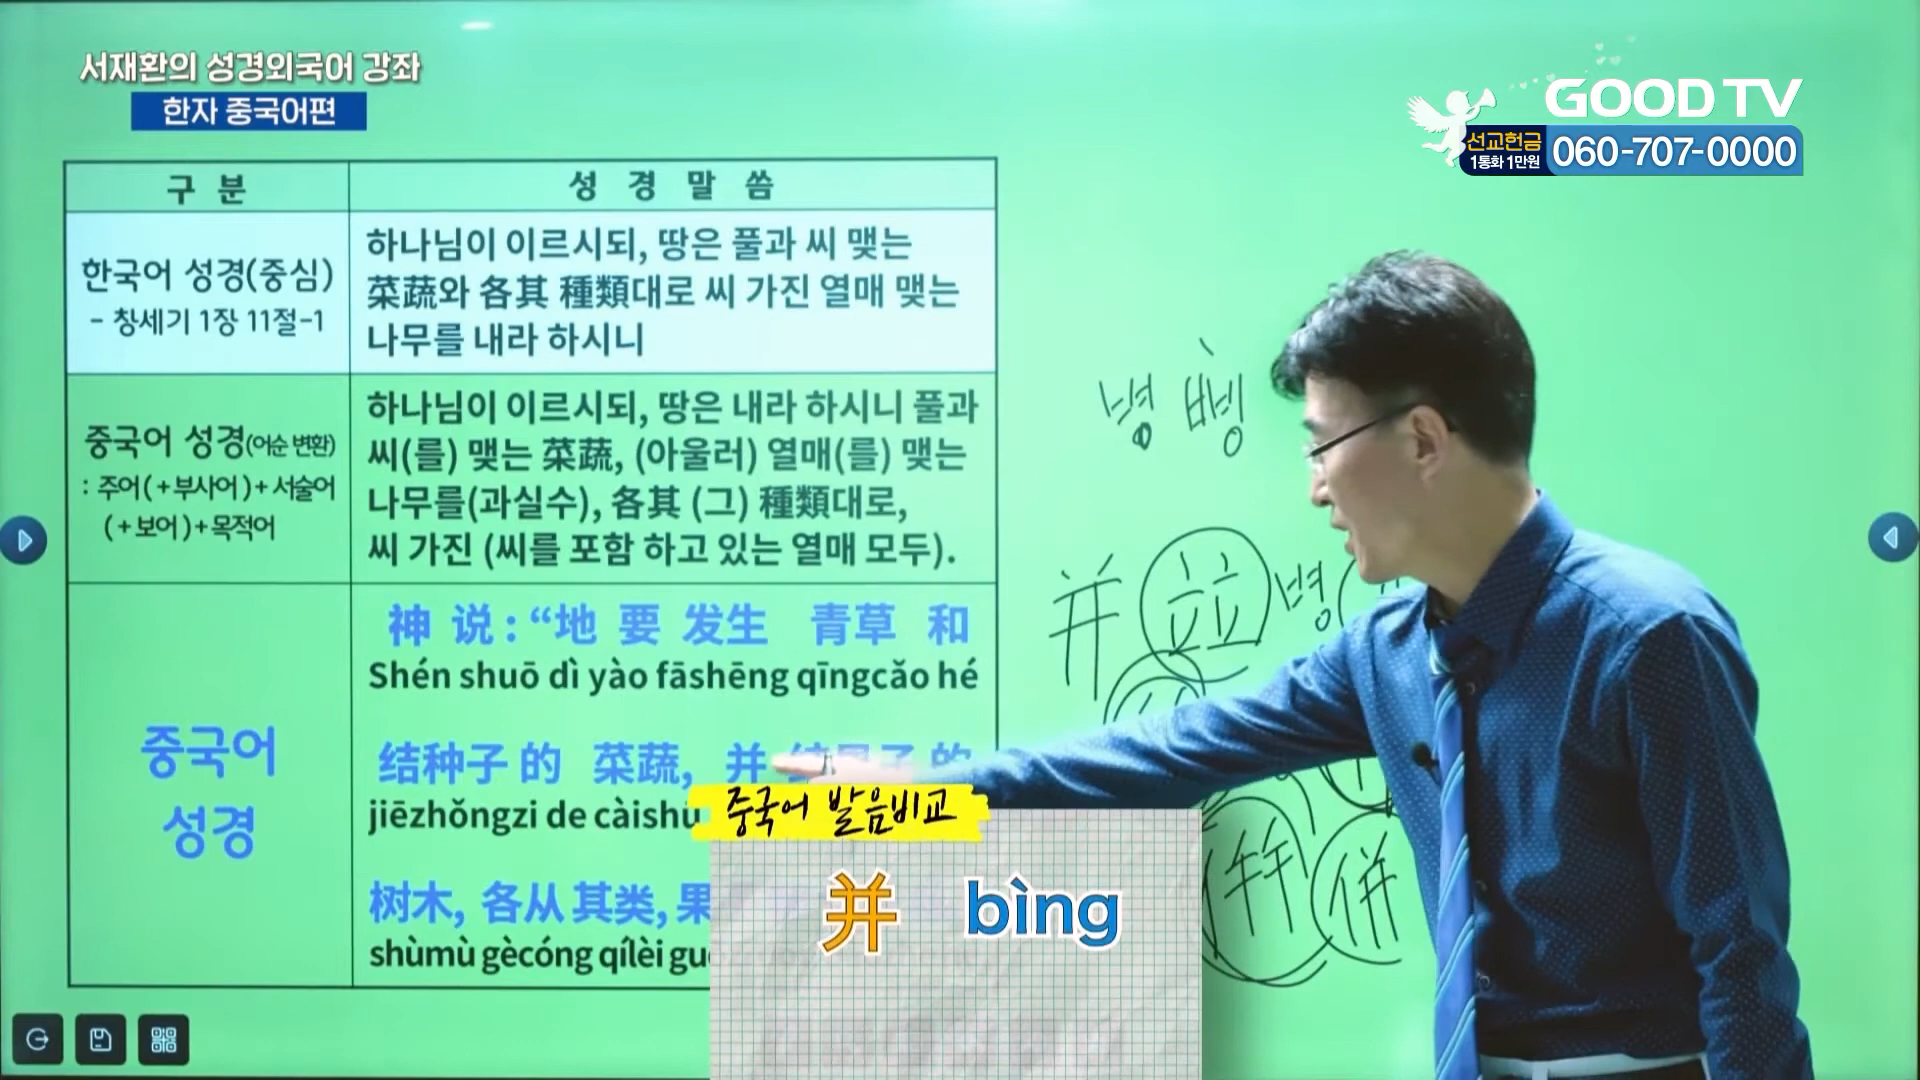 서재환의 성경외국어 강좌
한자 중국어편
GOOD TV
선교헌금
1통화 1만원
060-707-0000
구 분
성 경 말 씀
한국어 성경(중심)
- 창세기 1장 11절-1
하나님이 이르시되, 땅은 풀과 씨 맺는
菜蔬와 各其 種類대로 씨 가진 열매 맺는
나무를 내라 하시니
중국어 성경(어순 변환)
: 주어(+부사어)+서술어
(+보어)+목적어
하나님이 이르시되, 땅은 내라 하시니 풀과
씨(를) 맺는 菜蔬, (아울러) 열매(를) 맺는
나무를(과실수), 各其 (그) 種類대로,
씨 가진 (씨를 포함 하고 있는 열매 모두).
중국어
성경
神 说 : “地 要 发生 青草 和
Shén shuō dì yào fāshēng qīngcǎo hé
结种子 的 菜蔬, 并
jiēzhǒngzi de càishū
树木, 各从 其类, 果
shùmù gècóng qílèi gu
병 삥
并 竝 병
倂
중국어 발음비교
并 bìng